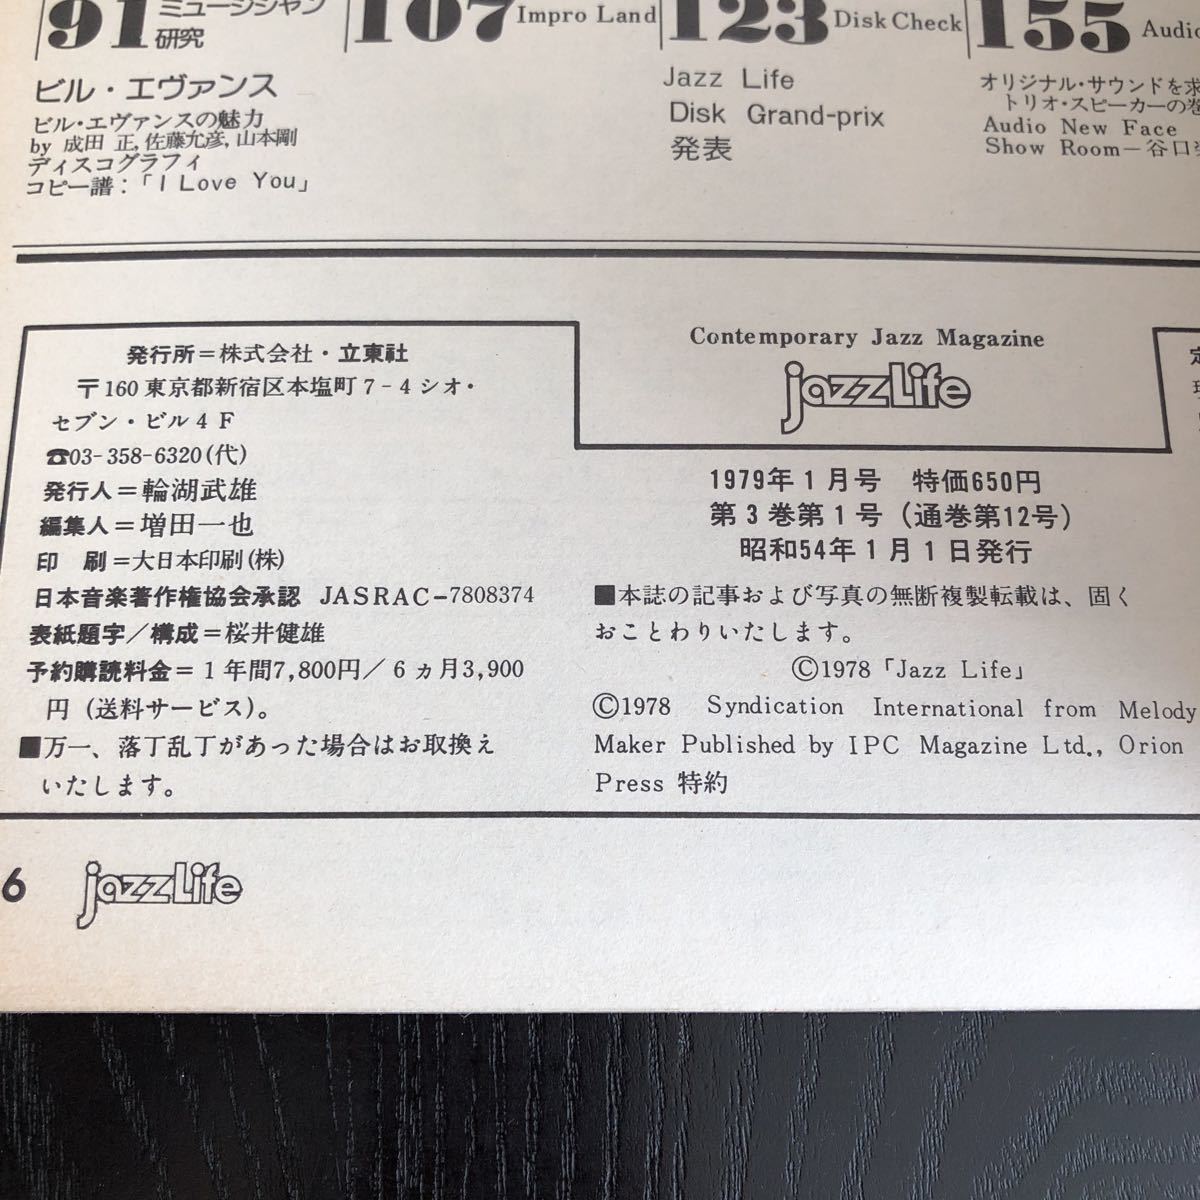 91 ミュージシャン
研究
ビル・エヴァンス
ビル・エヴァンスの魅力
by 成田 正, 佐藤允彦, 山本剛
ディスコグラフィ
コピー譜:「I Love You」
107 Impro Land
123 Disk Check
Jazz Life
Disk Grand-prix
発表
155 Audio
オリジナル・サウンドを求
トリオ・スピーカーの巻
Audio New Face
Show Room－谷口
発行所＝株式会社・立東社
〒160 東京都新宿区本塩町7-4シオ・
セブン・ビル4F
☎03-358-6320(代)
発行人＝輪湖武雄
編集人＝増田一也
印　刷＝大日本印刷(株)
日本音楽著作権協会承認 JASRAC-7808374
表紙題字／構成＝桜井健雄
予約購読料金＝1年間7,800円／6ヵ月3,900
円(送料サービス)。
■万一、落丁乱丁があった場合はお取換え
いたします。
Contemporary Jazz Magazine
jazzLife
1979年1月号　特価650円
第3巻第1号(通巻第12号)
昭和54年1月1日発行
■本誌の記事および写真の無断複製転載は、固く
おことわりいたします。
©1978「Jazz Life」
©1978 Syndication International from Melody
Maker Published by IPC Magazine Ltd., Orion
Press 特約
6 jazzLife